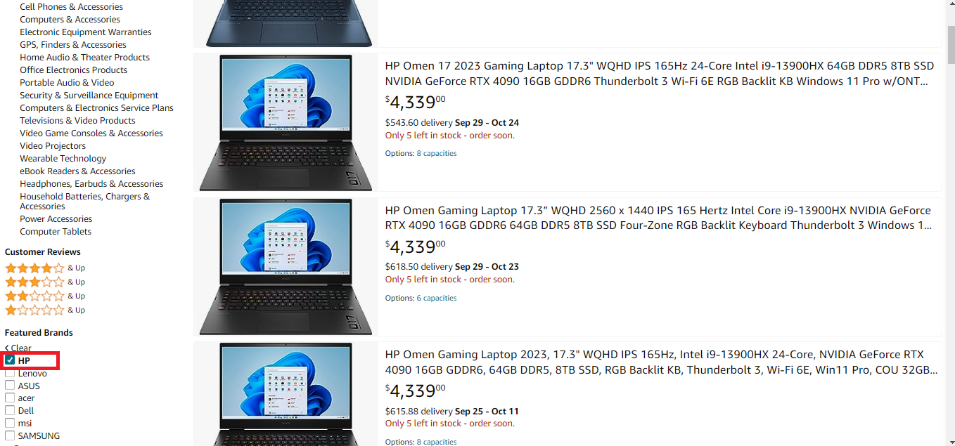 Cell Phones & Accessories
Computers & Accessories
Electronic Equipment Warranties
GPS, Finders & Accessories
Home Audio & Theater Products
Office Electronics Products
Portable Audio & Video
Security & Surveillance Equipment
Computers & Electronics Service Plans
Televisions & Video Products
Video Game Consoles & Accessories
Video Projectors
Wearable Technology
eBook Readers & Accessories
Headphones, Earbuds & Accessories
Household Batteries, Chargers &
Accessories
Power Accessories
Computer Tablets
Customer Reviews
& Up
& Up
& Up
& Up
Featured Brands
Clear
HP
Lenovo
ASUS
acer
Dell
msi
SAMSUNG
HP Omen 17 2023 Gaming Laptop 17.3" WQHD IPS 165Hz 24-Core Intel i9-13900HX 64GB DDR5 8TB SSD
NVIDIA GeForce RTX 4090 16GB GDDR6 Thunderbolt 3 Wi-Fi 6E RGB Backlit KB Windows 11 Pro w/ONT...
$4,33900
$543.60 delivery Sep 29 - Oct 24
Only 5 left in stock - order soon.
Options: 8 capacities
HP Omen Gaming Laptop 17.3" WQHD 2560 x 1440 IPS 165 Hertz Intel Core i9-13900HX NVIDIA GeForce
RTX 4090 16GB GDDR6 64GB DDR5 8TB SSD Four-Zone RGB Backlit Keyboard Thunderbolt 3 Windows 1...
$4,33900
$618.50 delivery Sep 29 - Oct 23
Only 5 left in stock - order soon.
Options: 6 capacities
HP Omen Gaming Laptop 2023, 17.3" WQHD IPS 165Hz, Intel i9-13900HX 24-Core, NVIDIA GeForce RTX
4090 16GB GDDR6, 64GB DDR5, 8TB SSD, RGB Backlit KB, Thunderbolt 3, Wi-Fi 6E, Win11 Pro, COU 32GB...
$4,33900
$615.88 delivery Sep 25 - Oct 11
Only 5 left in stock - order soon.
Options: 8 capacities